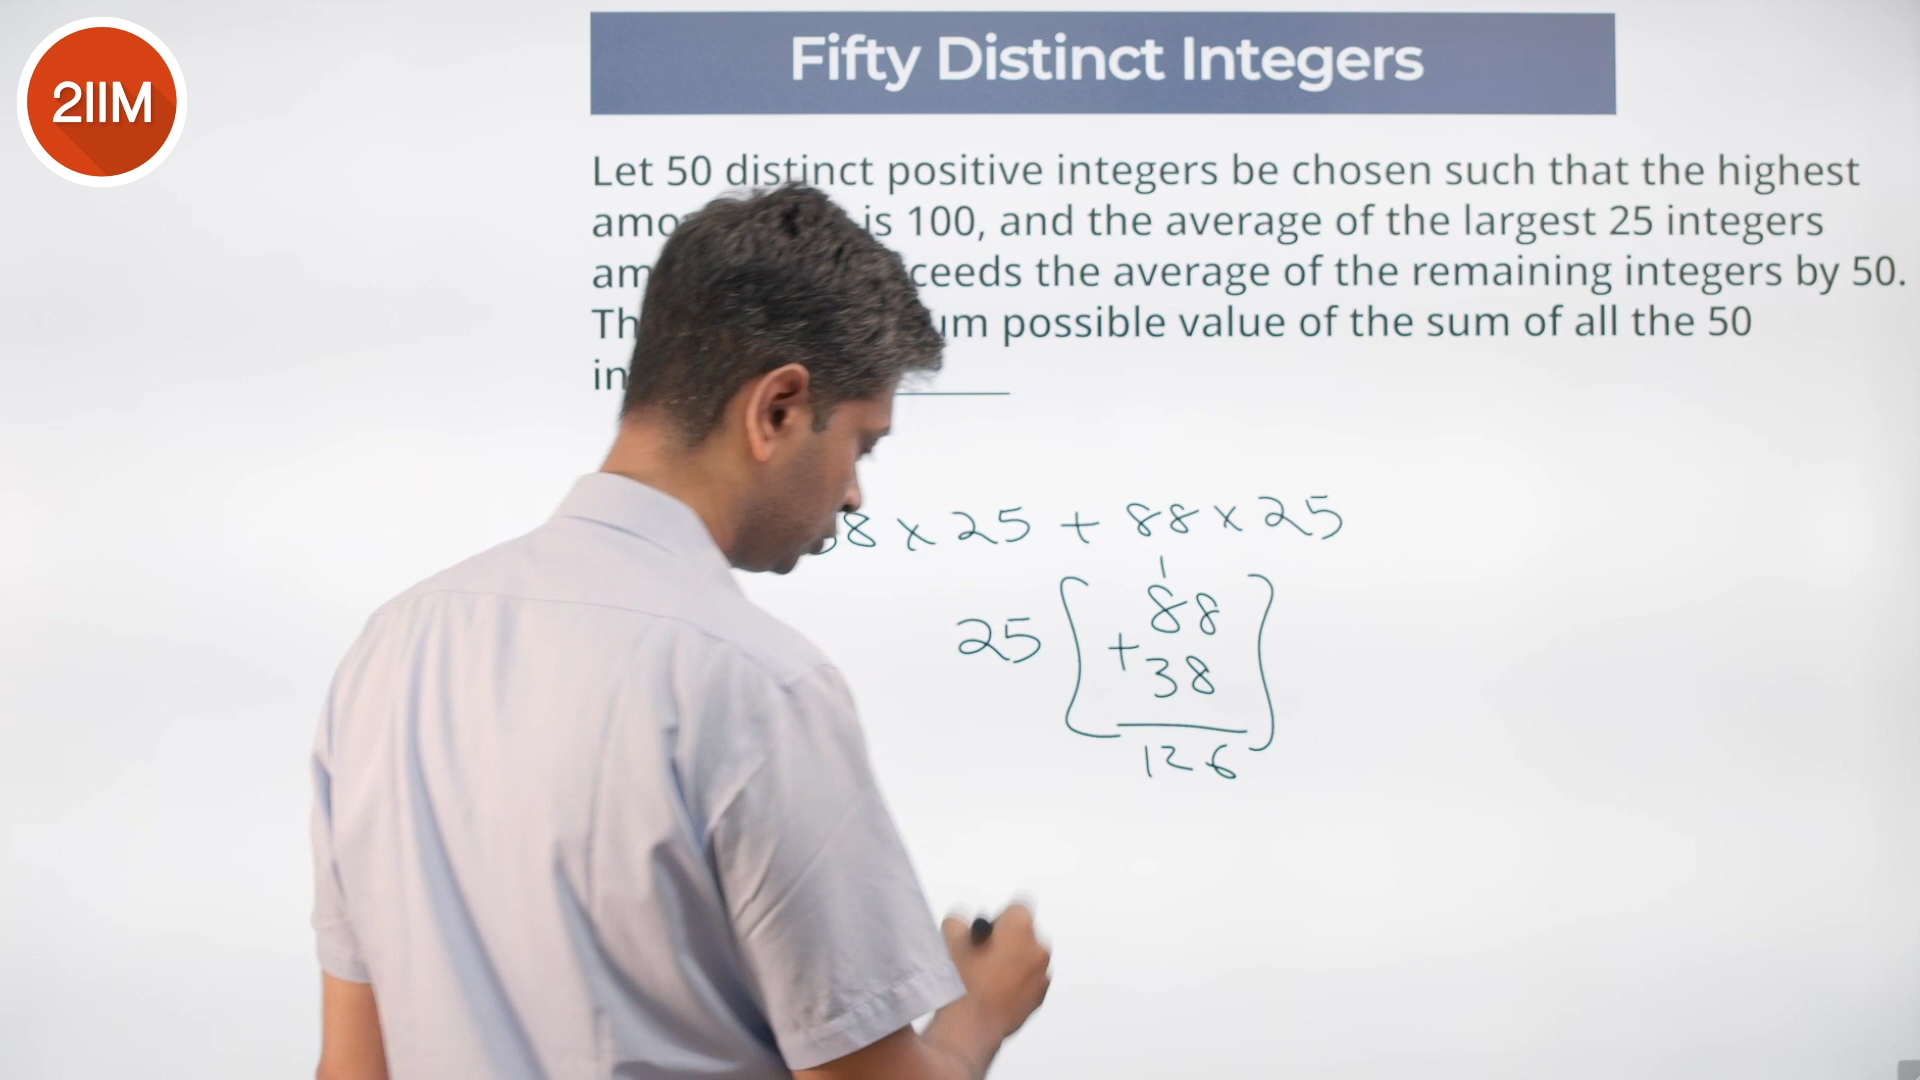 2IIM
Fifty Distinct Integers
Let 50 distinct positive integers be chosen such that the highest
is 100, and the average of the largest 25 integers
the average of the remaining integers by 50.
possible value of the sum of all the 50
8 x 25 + 88 x 25
1
25 [ 88
+ 38 ]
126